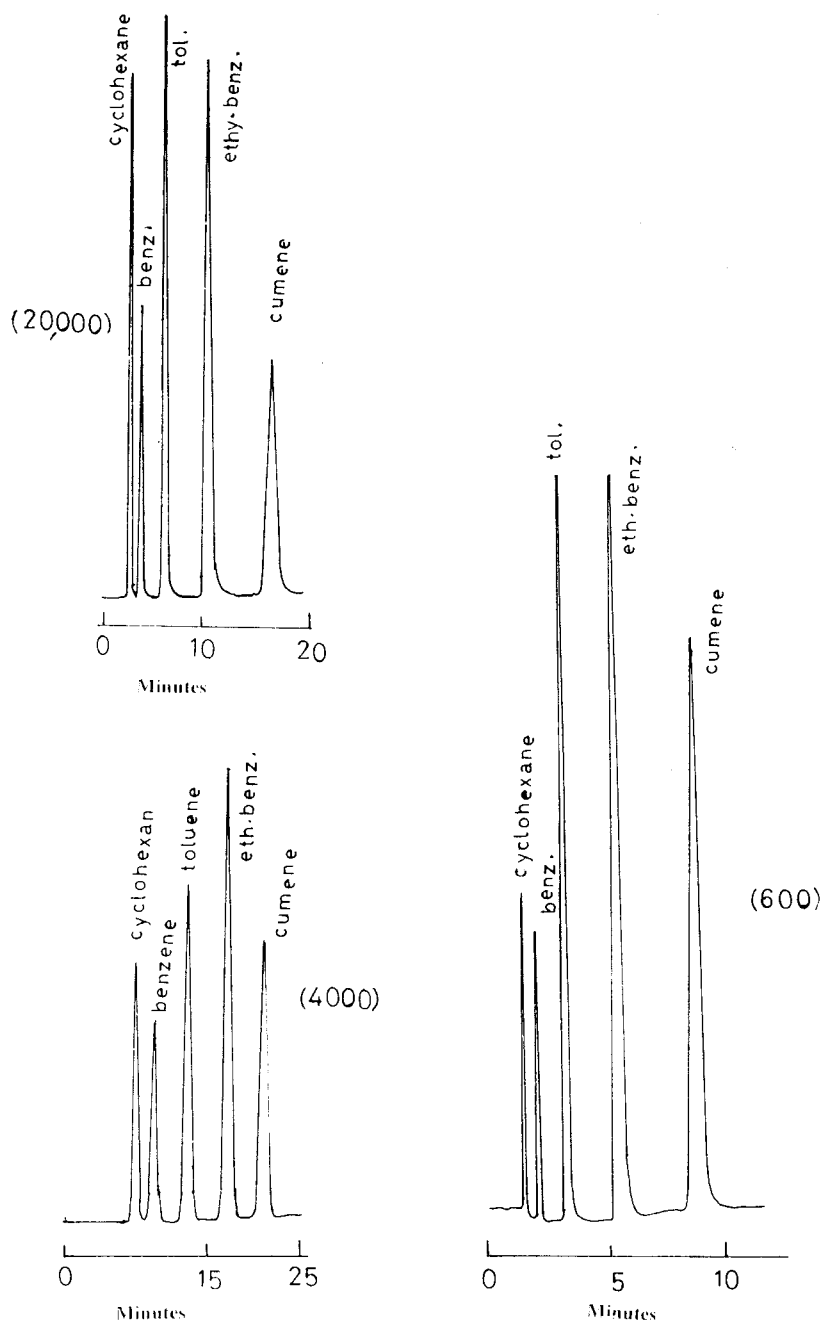 cyclohexane
benz.
tol.
ethy.benz.
cumene
(20,000)
0 10 20
Minutes
cyclohexan
benzene
toluene
eth.benz.
cumene
(4000)
0 15 25
Minutes
cyclohexane
benz.
tol.
eth.benz.
cumene
(600)
0 5 10
Minutes